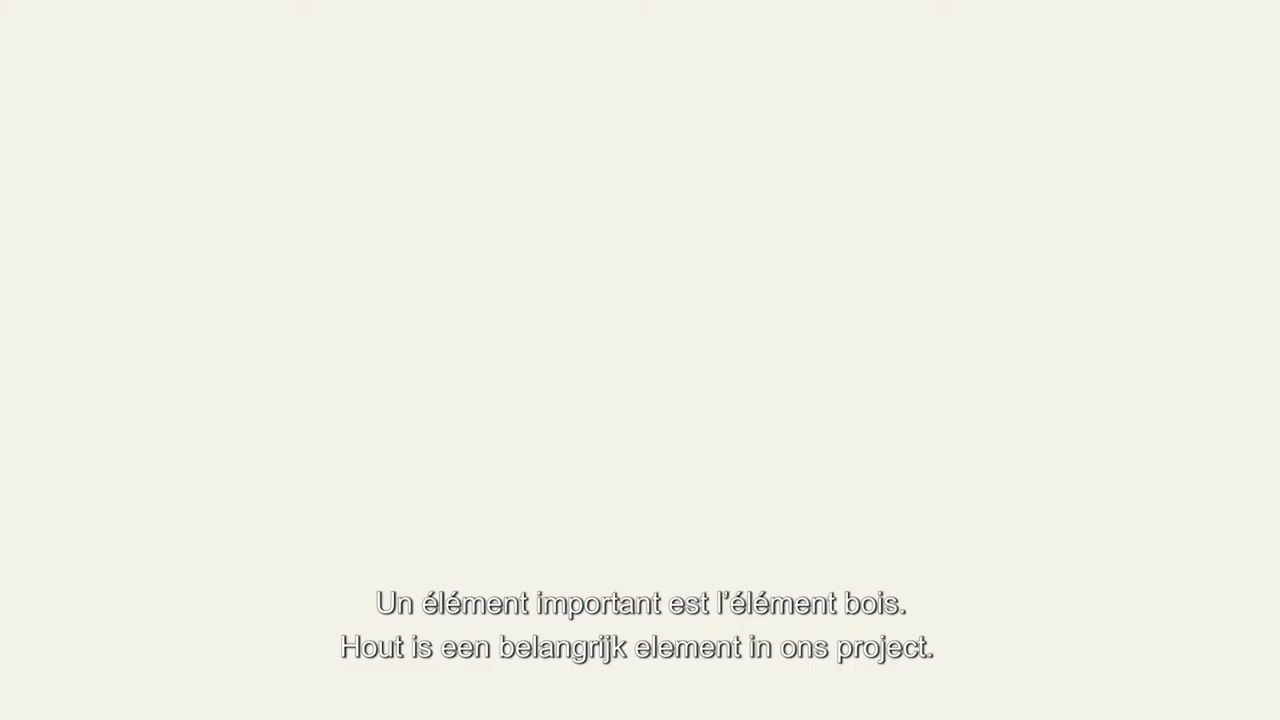 Un élément important est l'élément bois.
Hout is een belangrijk element in ons project.